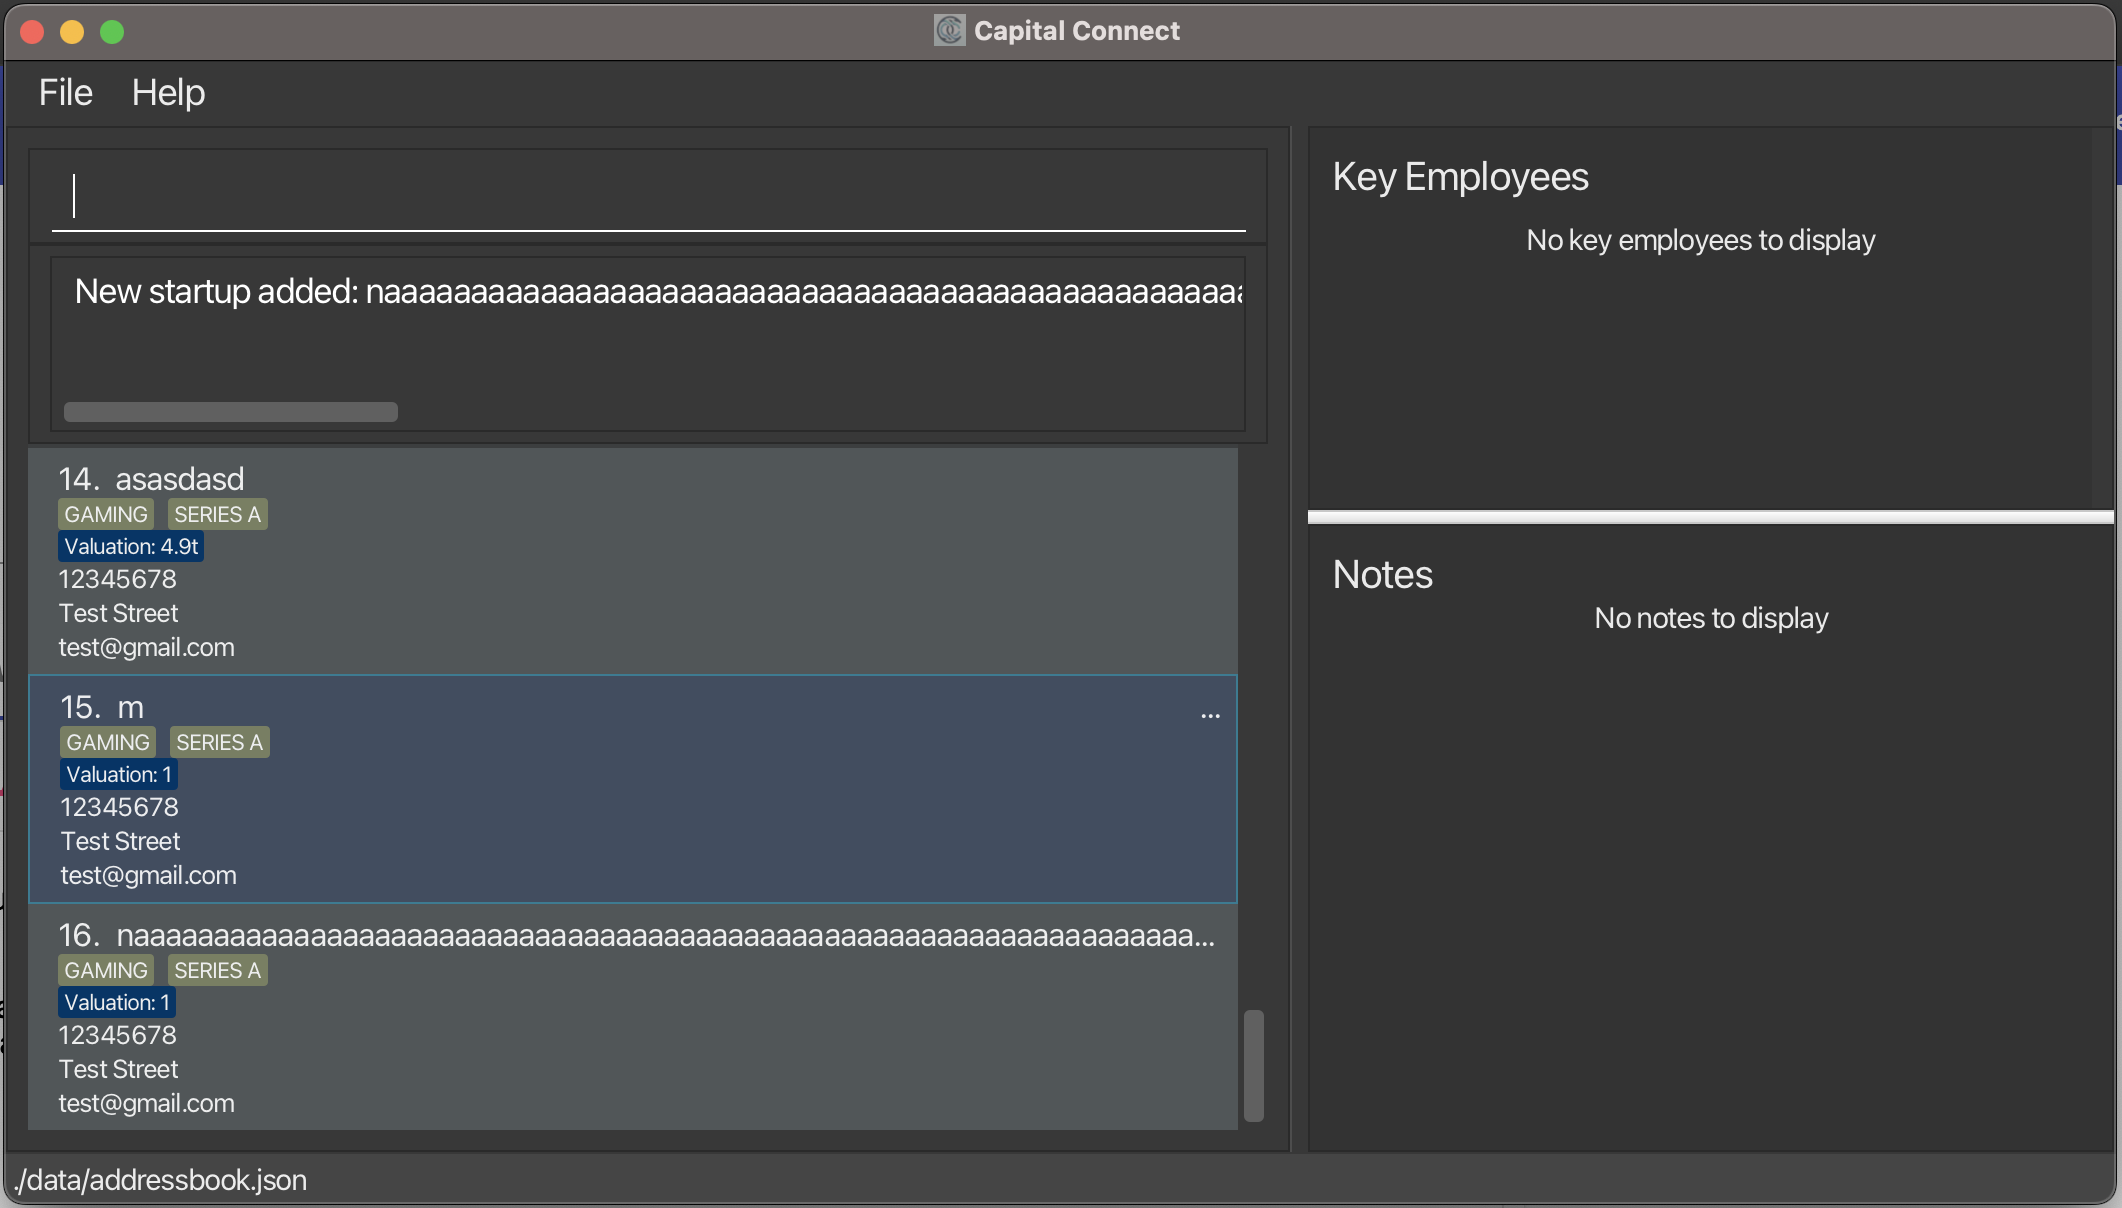 Capital Connect
File Help
New startup added: naaaaaaaaaaaaaaaaaaaaaaaaaaaaaaaaaaaaaaaaaaaaaaaaaa
14. asasdasd
GAMING SERIES A
Valuation: 4.9t
12345678
Test Street
test@gmail.com
15. m ...
GAMING SERIES A
Valuation: 1
12345678
Test Street
test@gmail.com
16. naaaaaaaaaaaaaaaaaaaaaaaaaaaaaaaaaaaaaaaaaaaaaaaaaaaaaaaaaaaaaaaaaa...
GAMING SERIES A
Valuation: 1
12345678
Test Street
test@gmail.com
Key Employees
No key employees to display
Notes
No notes to display
./data/addressbook.json